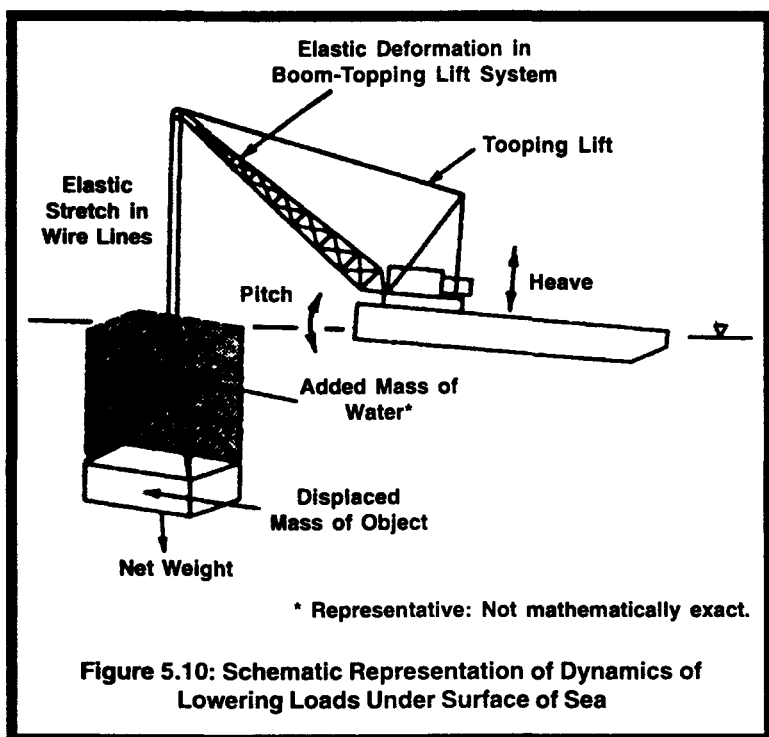 Elastic Deformation in
Boom-Topping Lift System
Tooping Lift
Elastic
Stretch in
Wire Lines
Heave
Pitch
Added Mass of
Water*
Displaced
Mass of Object
Net Weight
* Representative: Not mathematically exact.
Figure 5.10: Schematic Representation of Dynamics of
Lowering Loads Under Surface of Sea